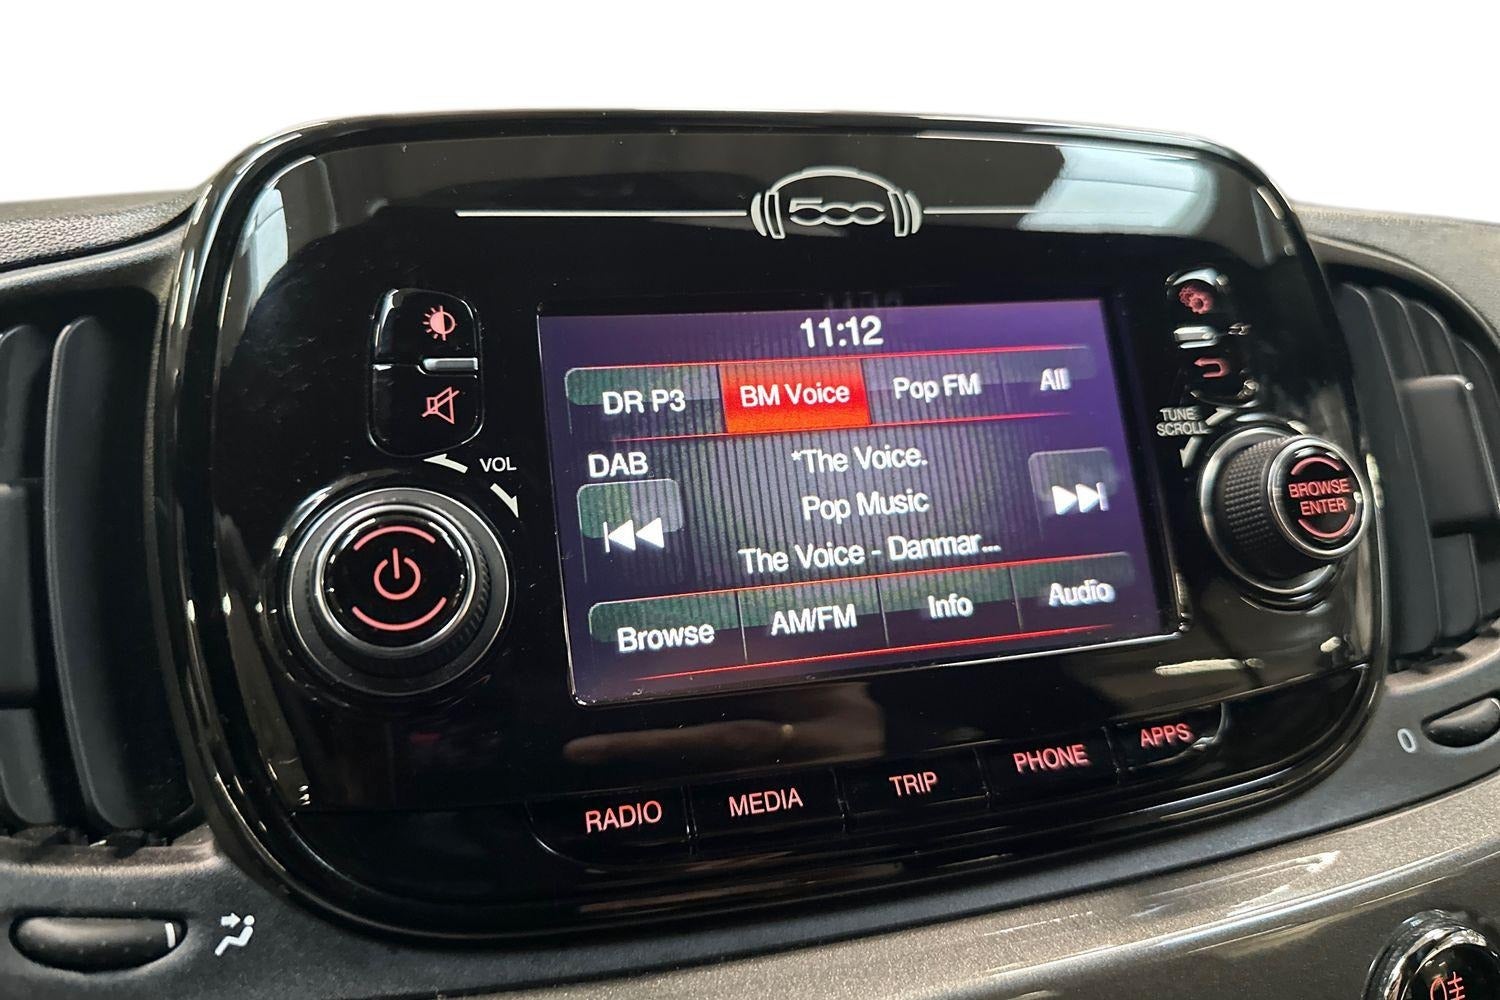 500
11:12
DR P3 BM Voice Pop FM All
TUNE
SCROLL
DAB *The Voice.
VOL
BROWSE
ENTER
Pop Music
The Voice - Danmar...
Browse AM/FM Info Audio
RADIO MEDIA TRIP PHONE APPS
0